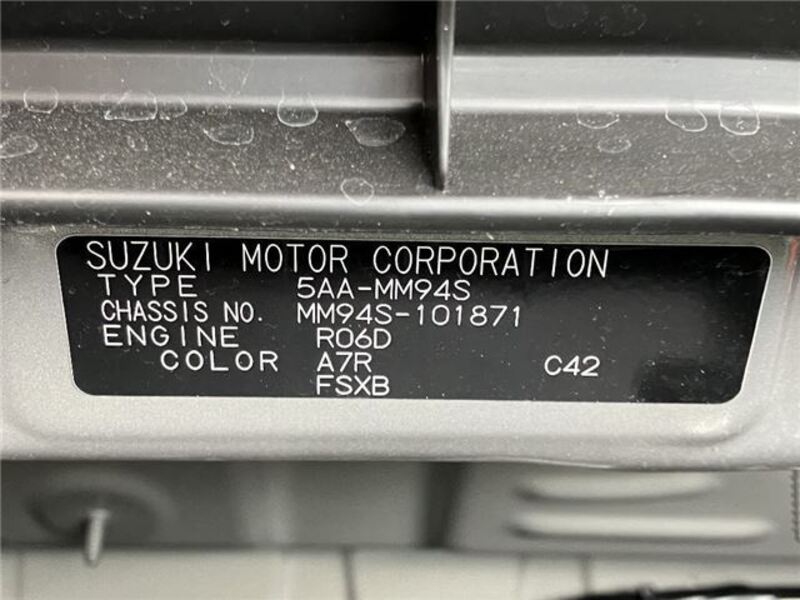 SUZUKI MOTOR CORPORATION
TYPE 5AA-MM94S
CHASSIS NO. MM94S-101871
ENGINE R06D
COLOR A7R C42
FSXB